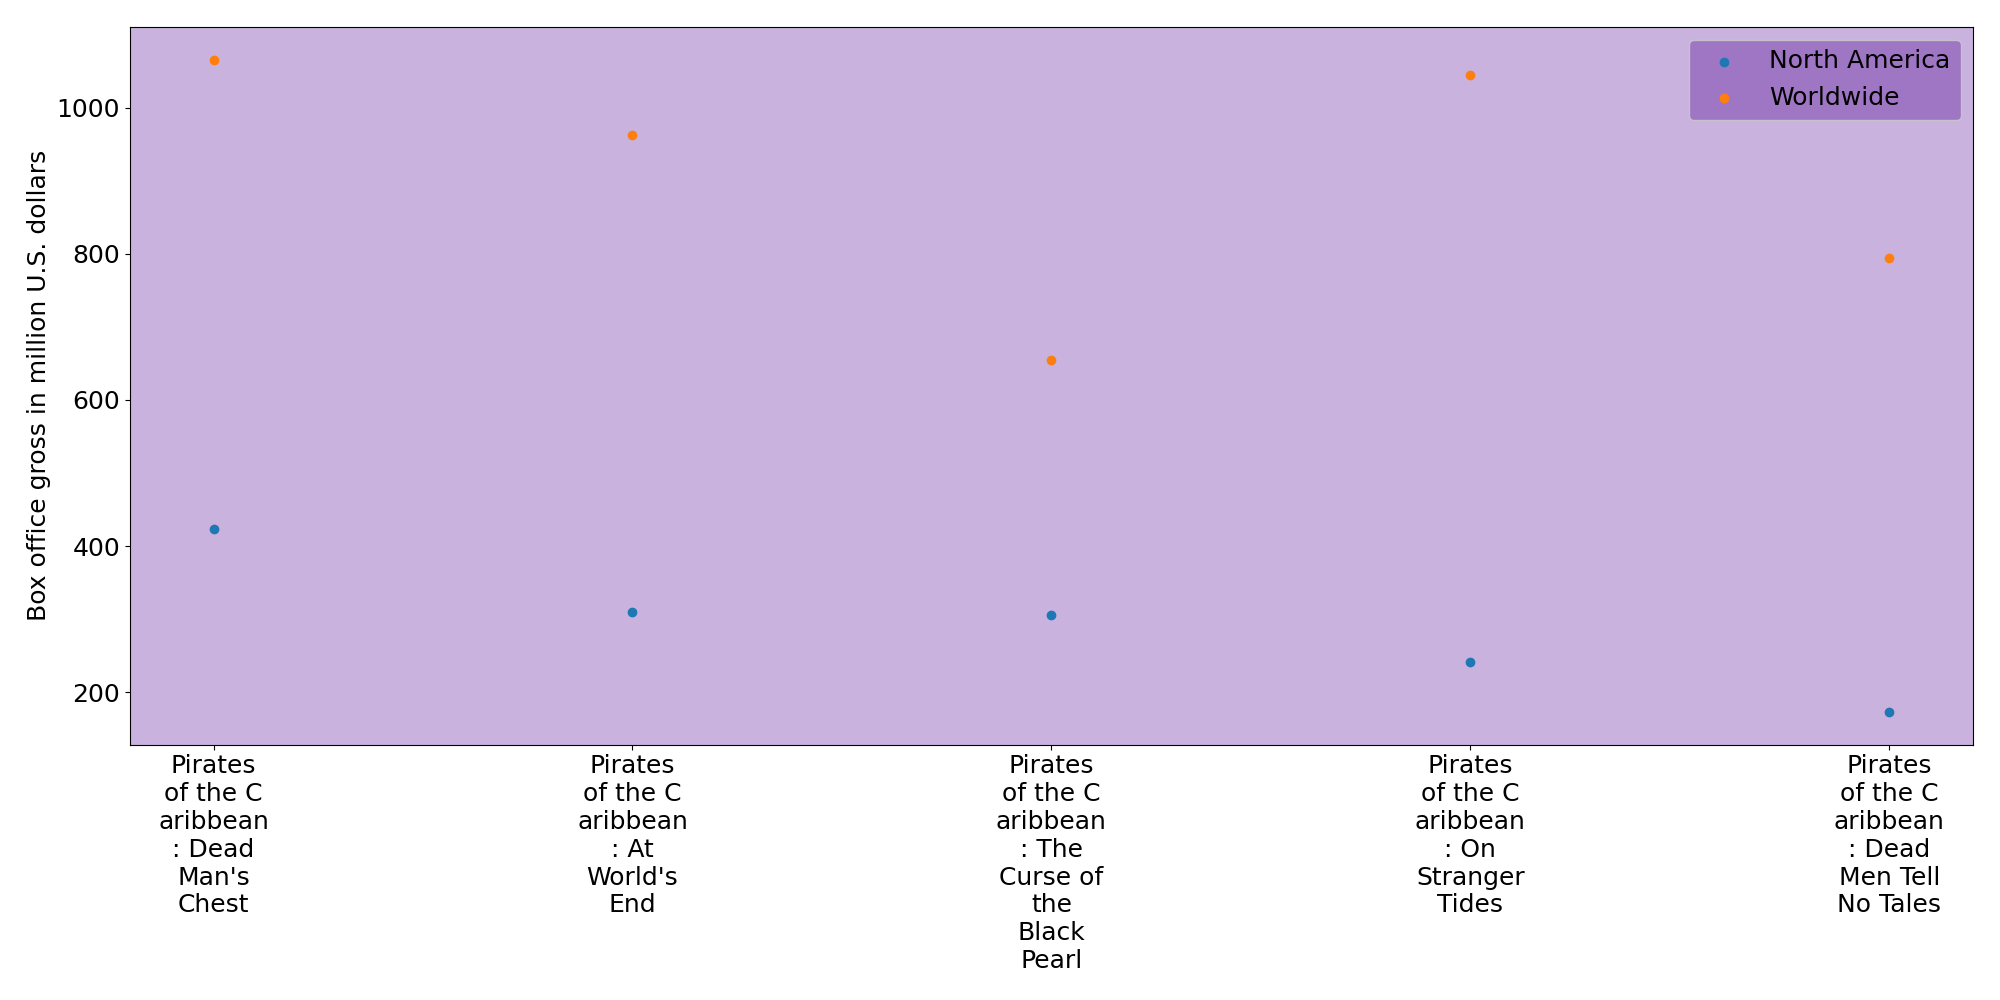 North America
Worldwide
Box office gross in million U.S. dollars
1000
800
600
400
200
Pirates
of the C
aribbean
: Dead
Man's
Chest
Pirates
of the C
aribbean
: At
World's
End
Pirates
of the C
aribbean
: The
Curse of
the
Black
Pearl
Pirates
of the C
aribbean
: On
Stranger
Tides
Pirates
of the C
aribbean
: Dead
Men Tell
No Tales